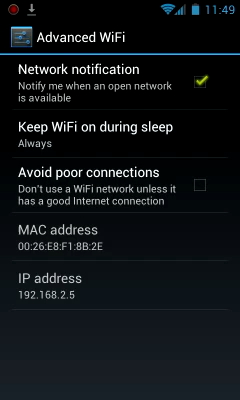 11:49
Advanced WiFi
Network notification
Notify me when an open network
is available
Keep WiFi on during sleep
Always
Avoid poor connections
Don't use a WiFi network unless it
has a good Internet connection
MAC address
00:26:E8:F1:8B:2E
IP address
192.168.2.5